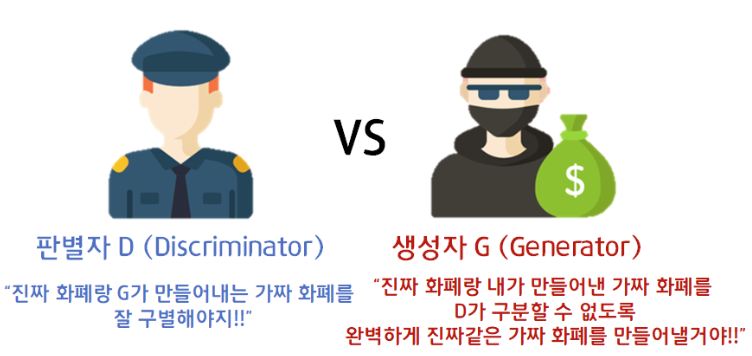 VS
$
판별자 D (Discriminator)
생성자 G (Generator)
“진짜 화폐랑 G가 만들어내는 가짜 화폐를
잘 구별해야지!!”
“진짜 화폐랑 내가 만들어낸 가짜 화폐를
D가 구분할 수 없도록
완벽하게 진짜같은 가짜 화폐를 만들어낼거야!!”